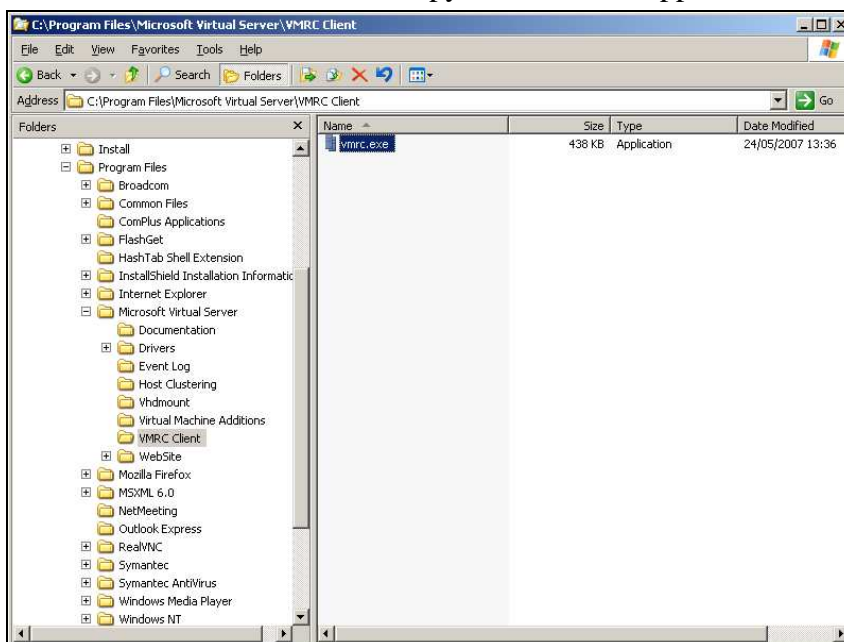 py
app
C:\Program Files\Microsoft Virtual Server\VMRC Client
File Edit View Favorites Tools Help
Back Search Folders
Address C:\Program Files\Microsoft Virtual Server\VMRC Client Go
Folders Name Size Type Date Modified
Install vmrc.exe 438 KB Application 24/05/2007 13:36
Program Files
Broadcom
Common Files
ComPlus Applications
FlashGet
HashTab Shell Extension
InstallShield Installation Informatic
Internet Explorer
Microsoft Virtual Server
Documentation
Drivers
Event Log
Host Clustering
Vhdmount
Virtual Machine Additions
VMRC Client
WebSite
Mozilla Firefox
MSXML 6.0
NetMeeting
Outlook Express
RealVNC
Symantec
Symantec AntiVirus
Windows Media Player
Windows NT